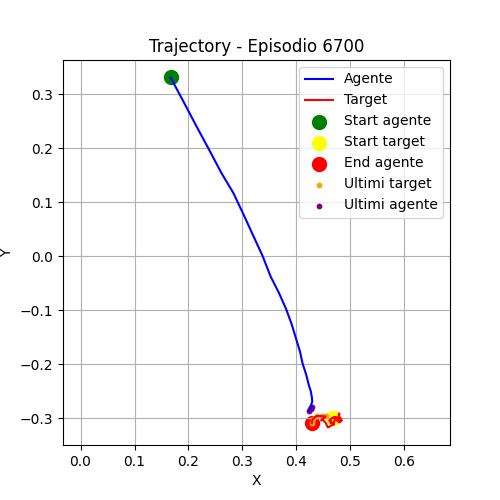 Trajectory - Episodio 6700
Agente
Target
Start agente
Start target
End agente
Ultimi target
Ultimi agente
Y
0.3
0.2
0.1
0.0
−0.1
−0.2
−0.3
0.0 0.1 0.2 0.3 0.4 0.5 0.6
X